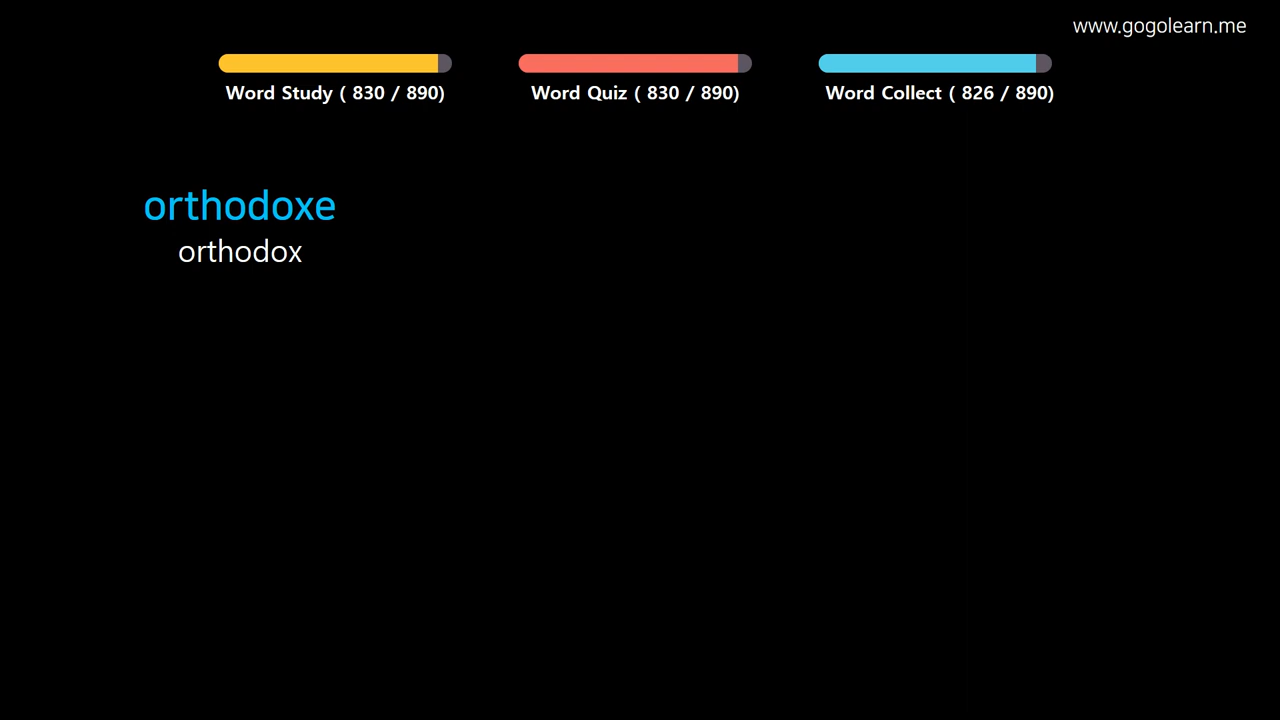 www.gogolearn.me
Word Study ( 830 / 890)
Word Quiz ( 830 / 890)
Word Collect ( 826 / 890)
orthodoxe
orthodox